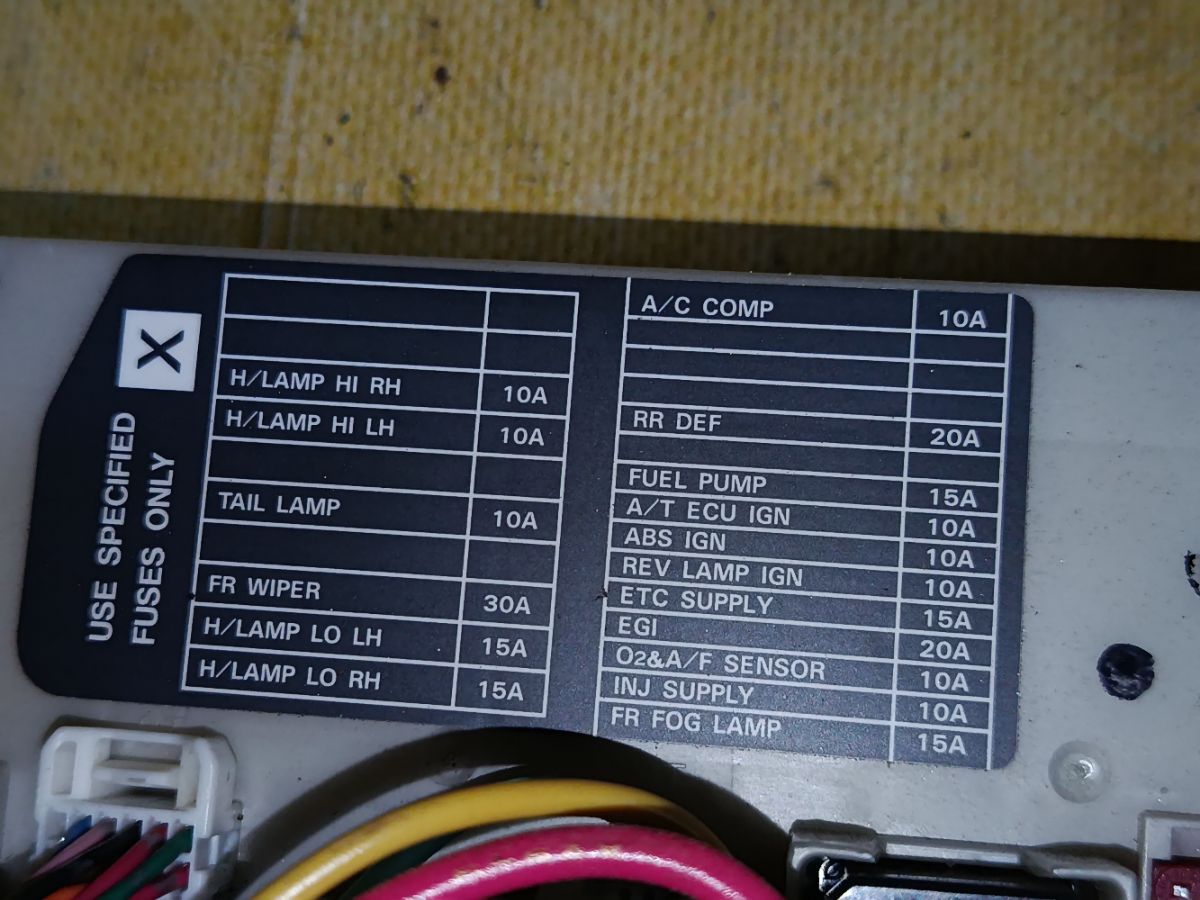 X
USE SPECIFIED
FUSES ONLY
H/LAMP HI RH 10A
H/LAMP HI LH 10A
TAIL LAMP 10A
FR WIPER 30A
H/LAMP LO LH 15A
H/LAMP LO RH 15A
A/C COMP 10A
RR DEF 20A
FUEL PUMP 15A
A/T ECU IGN 10A
ABS IGN 10A
REV LAMP IGN 10A
ETC SUPPLY 15A
EGI 20A
O2&A/F SENSOR 10A
INJ SUPPLY 10A
FR FOG LAMP 15A